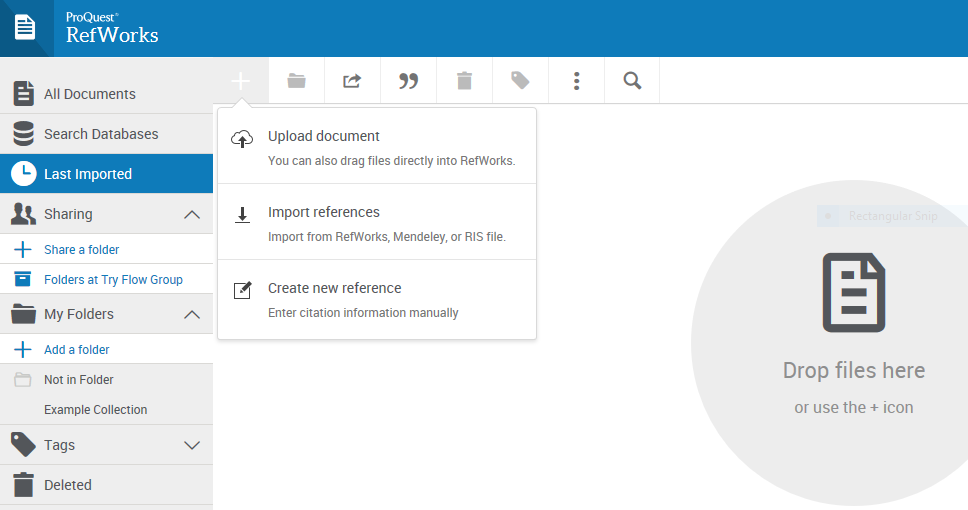 ProQuest®
RefWorks
All Documents
Search Databases
Last Imported
Sharing
Share a folder
Folders at Try Flow Group
My Folders
Add a folder
Not in Folder
Example Collection
Tags
Deleted
Upload document
You can also drag files directly into RefWorks.
Import references
Import from RefWorks, Mendeley, or RIS file.
Create new reference
Enter citation information manually
Rectangular Snip
Drop files here
or use the + icon